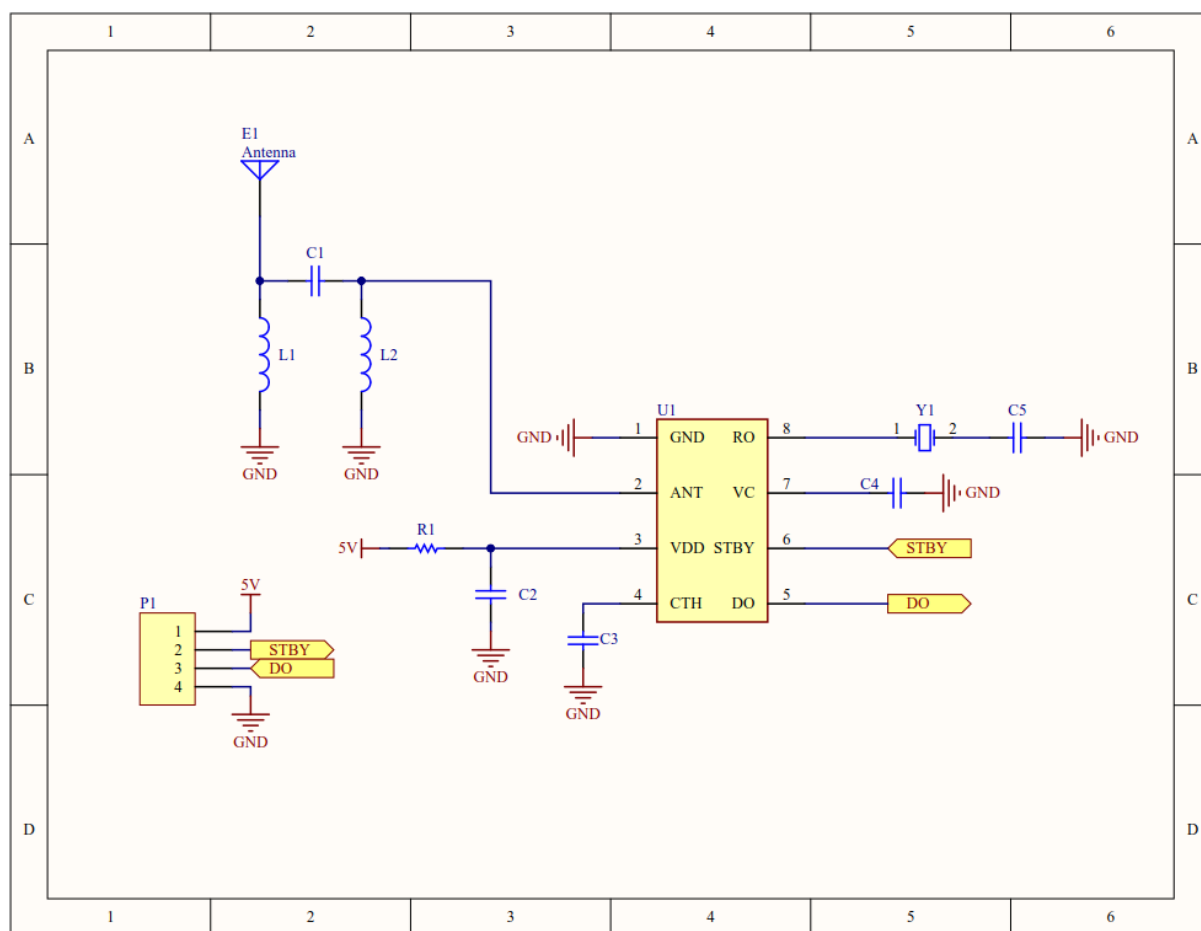 1 2 3 4 5 6
A A
E1
Antenna
C1
B B
L1 L2
U1 Y1 C5
GND 1 GND RO 8 1 2 GND
2 ANT VC 7 C4 GND
R1
5V 3 VDD STBY 6 STBY
C C
5V
C2
P1 4 CTH DO 5 DO
1
C3
2 STBY
3 DO
4
GND GND
GND GND
GND
GND
D D
1 2 3 4 5 6